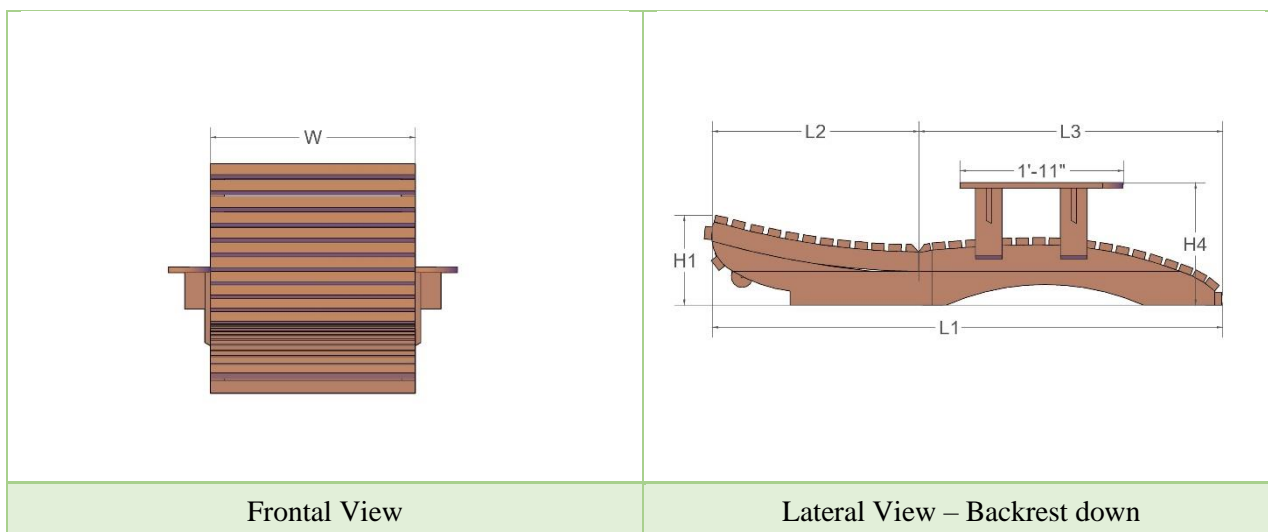 W
L2
L3
1'-11"
H1
H4
L1
Frontal View
Lateral View – Backrest down